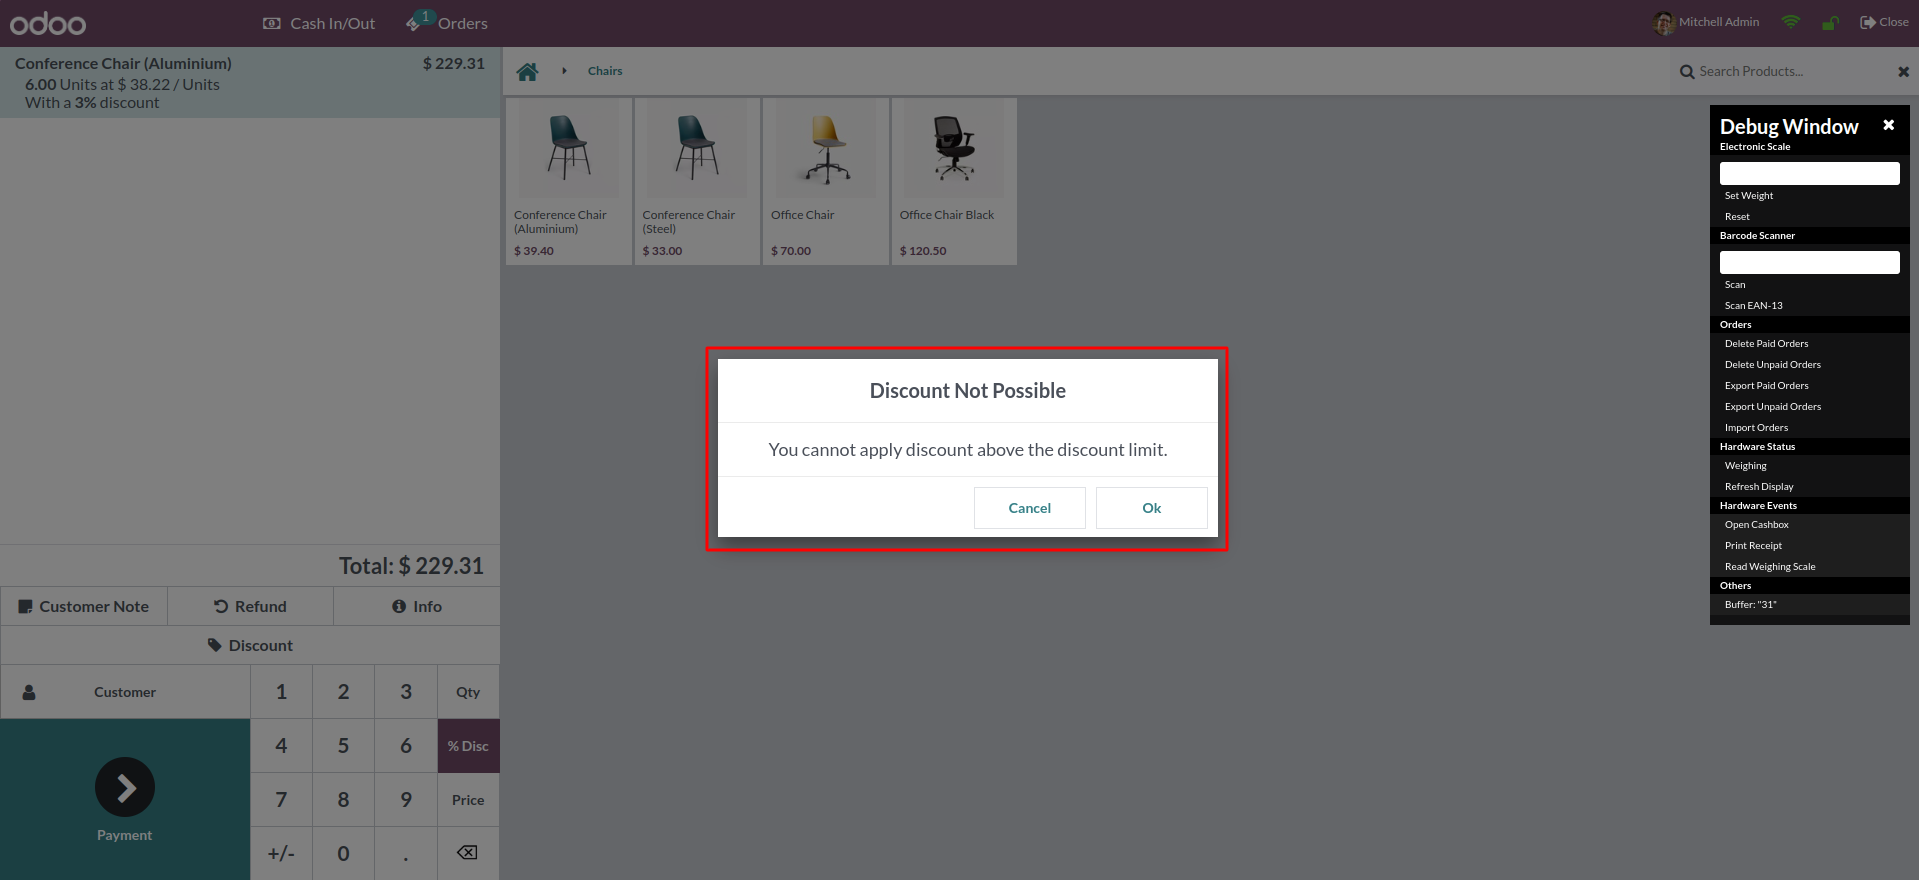 odoo
Cash In/Out
1
Orders
Mitchell Admin
Close
Conference Chair (Aluminium)
$ 229.31
6.00 Units at $ 38.22 / Units
With a 3% discount
Chairs
Search Products...
Conference Chair
(Aluminium)
$ 39.40
Conference Chair
(Steel)
$ 33.00
Office Chair
$ 70.00
Office Chair Black
$ 120.50
Debug Window
Electronic Scale
Set Weight
Reset
Barcode Scanner
Scan
Scan EAN-13
Orders
Delete Paid Orders
Delete Unpaid Orders
Export Paid Orders
Export Unpaid Orders
Import Orders
Hardware Status
Weighing
Refresh Display
Hardware Events
Open Cashbox
Print Receipt
Read Weighing Scale
Others
Buffer: "31"
Discount Not Possible
You cannot apply discount above the discount limit.
Cancel
Ok
Total: $ 229.31
Customer Note
Refund
Info
Discount
Customer
1
2
3
Qty
4
5
6
% Disc
7
8
9
Price
Payment
+/-
0
.